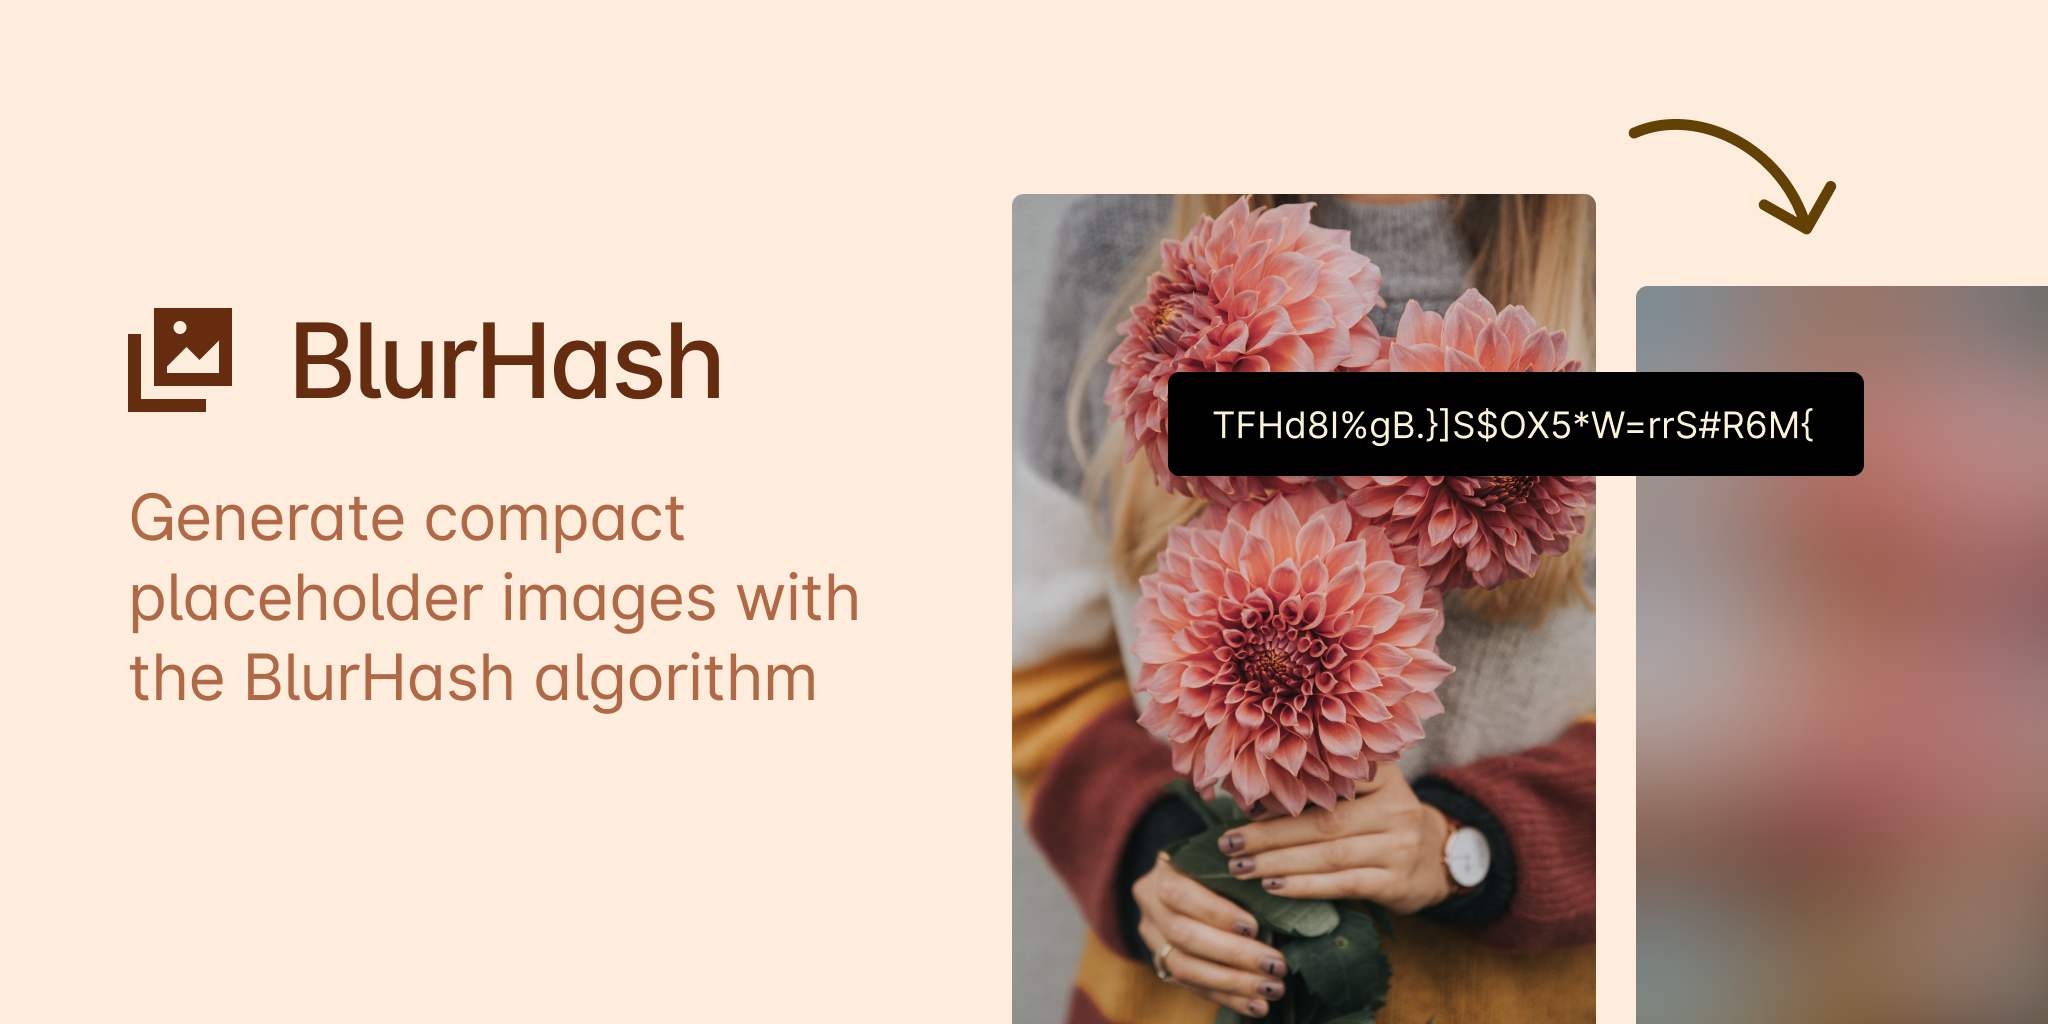 BlurHash
Generate compact
placeholder images with
the BlurHash algorithm
TFHd8I%gB.}]S$OX5*W=rrS#R6M{